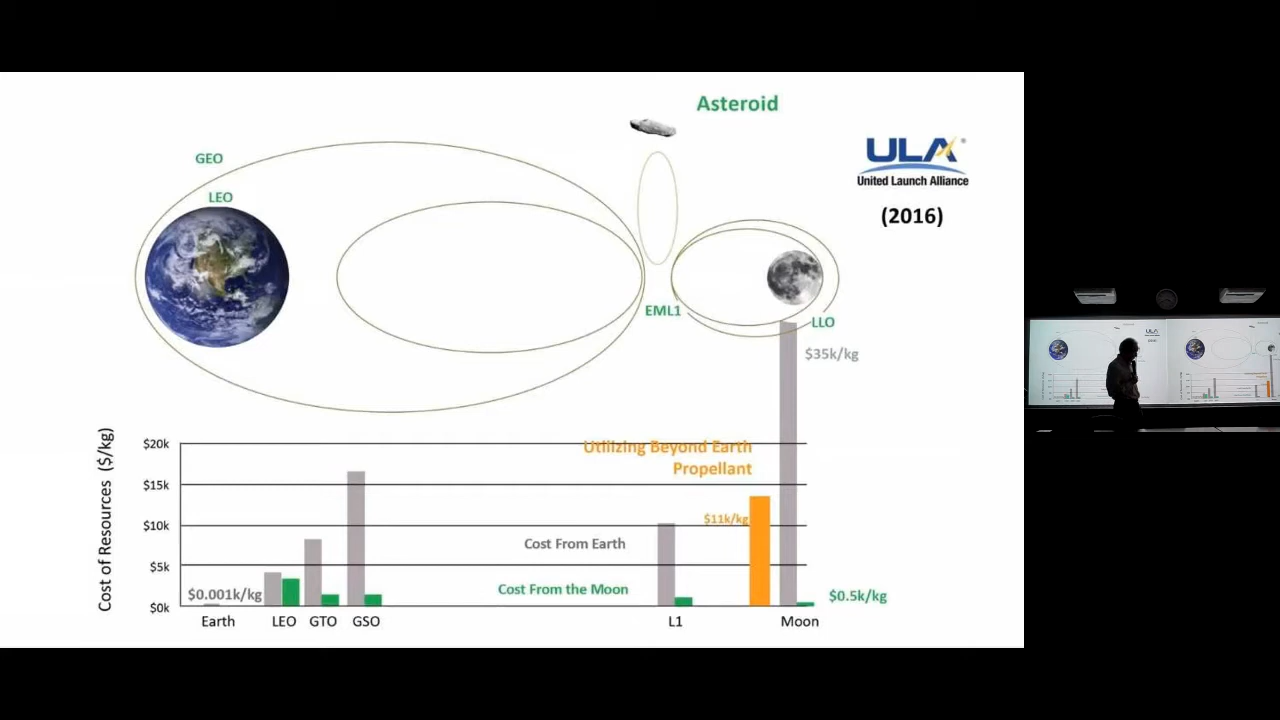 Asteroid
GEO
LEO
ULA
United Launch Alliance
(2016)
EML1
LLO
$35k/kg
Cost of Resources ($/kg)
$20k
$15k
$10k
$5k
$0k
Utilizing Beyond Earth
Propellant
$11k/kg
Cost From Earth
Cost From the Moon
$0.001k/kg
$0.5k/kg
Earth
LEO
GTO
GSO
L1
Moon
ULA